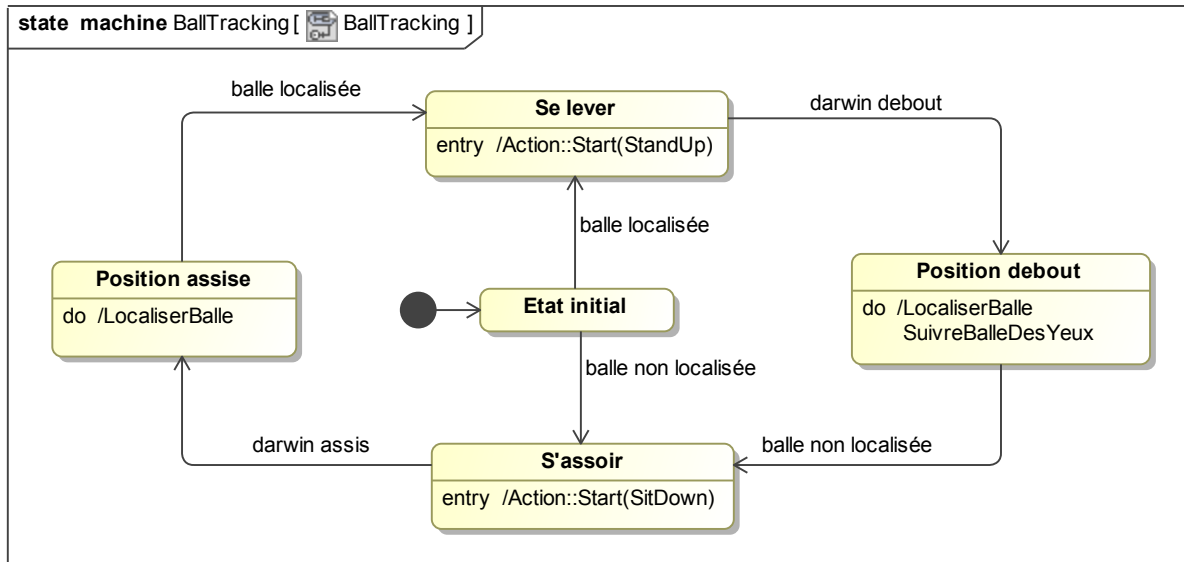 state machine BallTracking [ BallTracking ]
balle localisée
Se lever
entry /Action::Start(StandUp)
darwin debout
balle localisée
Position assise
do /LocaliserBalle
Etat initial
Position debout
do /LocaliserBalle
SuivreBalleDesYeux
balle non localisée
darwin assis
S'assoir
entry /Action::Start(SitDown)
balle non localisée